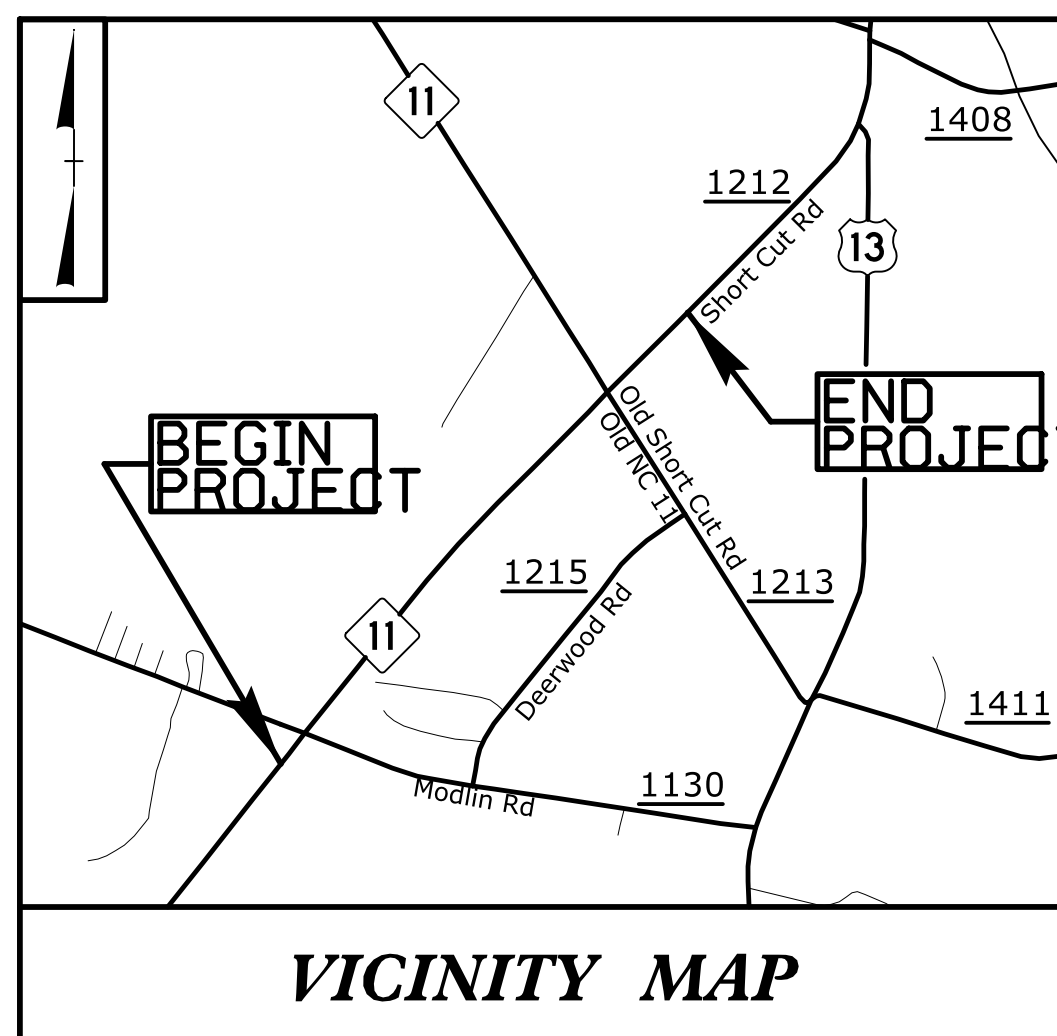 11
1408
1212
Short Cut Rd
13
END
PROJEC
Old Short Cut Rd
Old NC 11
BEGIN
PROJECT
1215
1213
11
Deerwood Rd
1411
1130
Modlin Rd
VICINITY MAP